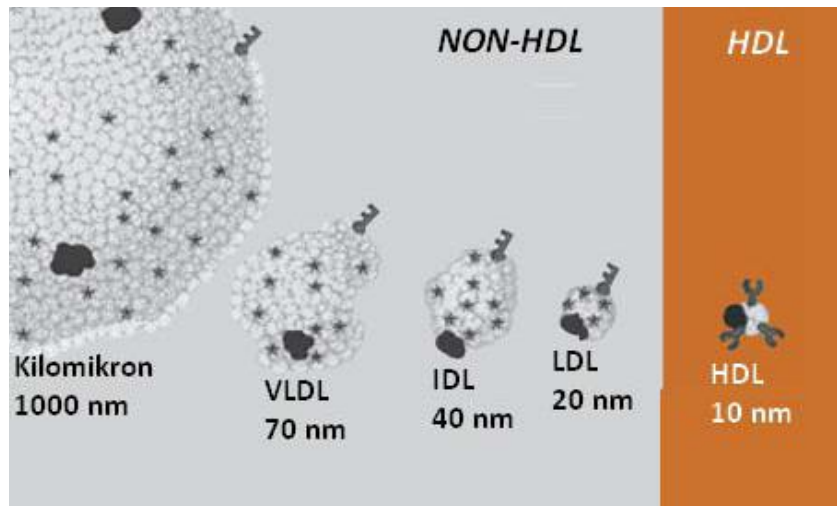 NON-HDL
HDL
Kilomikron
1000 nm
VLDL
70 nm
IDL
40 nm
LDL
20 nm
HDL
10 nm